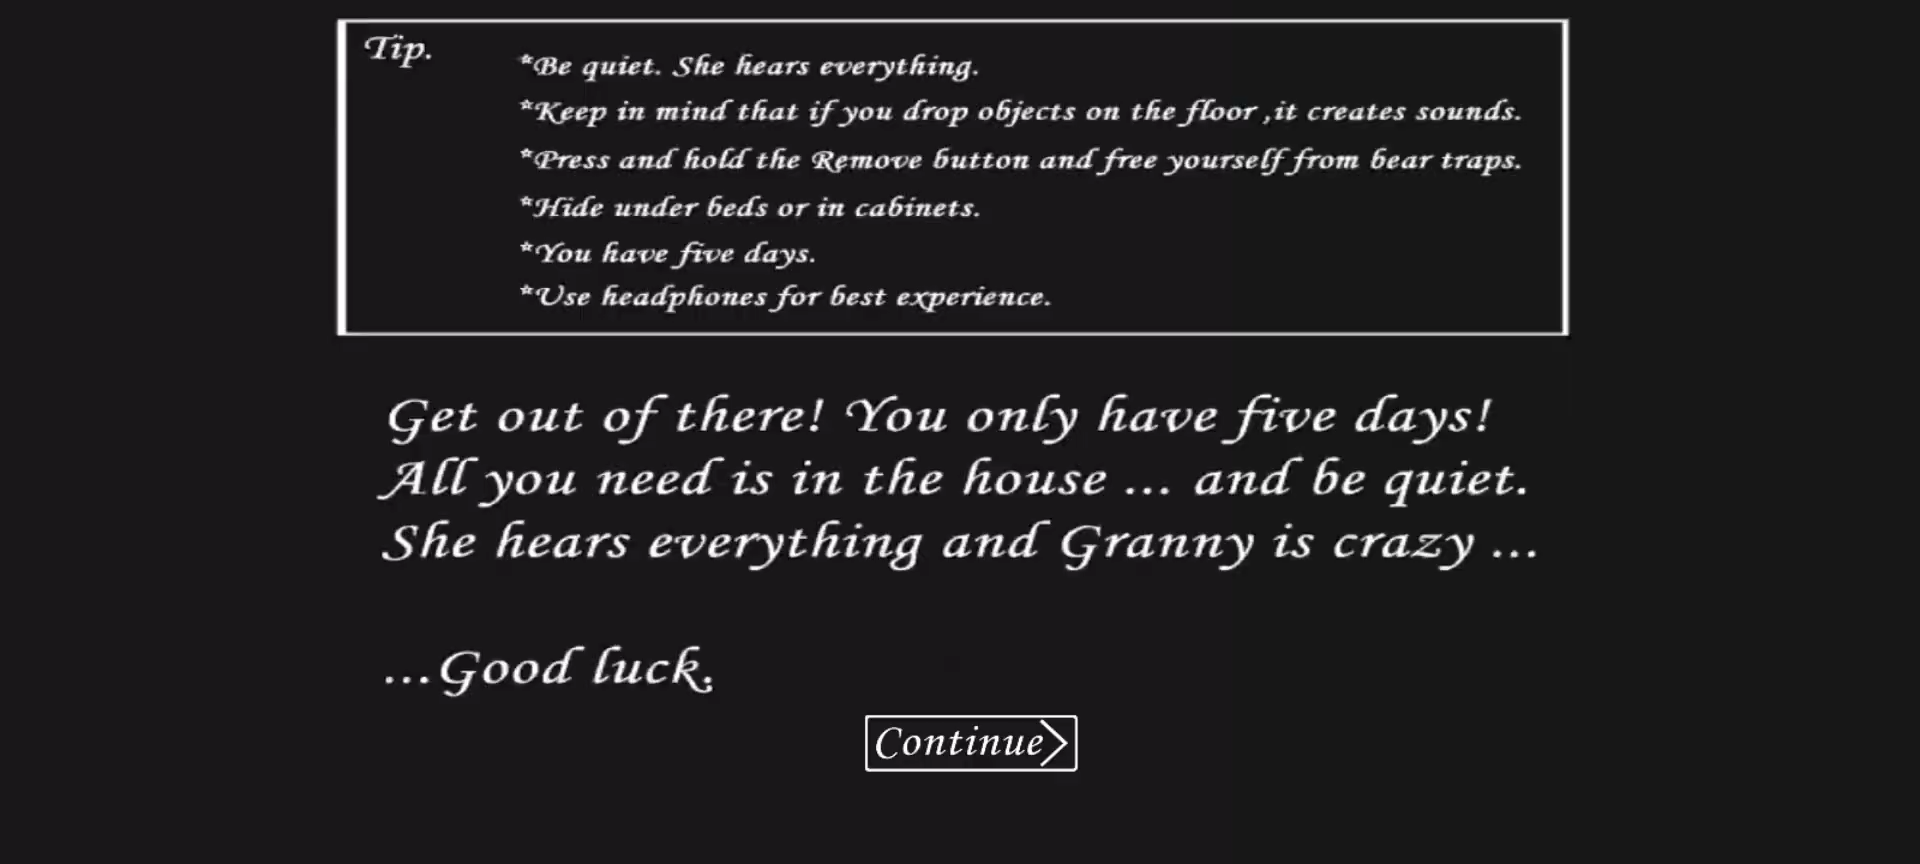 Tip.
*Be quiet. She hears everything.
*Keep in mind that if you drop objects on the floor ,it creates sounds.
*Press and hold the Remove button and free yourself from bear traps.
*Hide under beds or in cabinets.
*You have five days.
*Use headphones for best experience.
Get out of there! You only have five days!
All you need is in the house ... and be quiet.
She hears everything and Granny is crazy ...
...Good luck.
Continue>